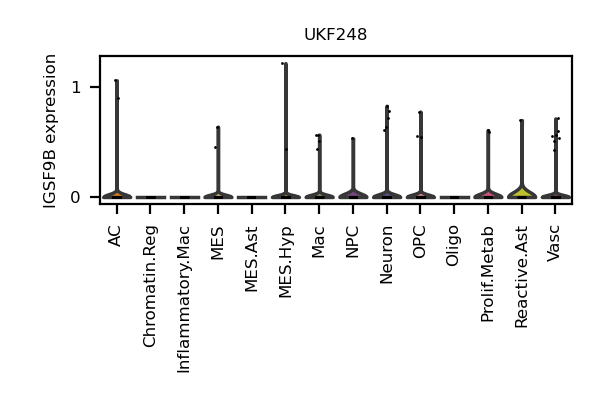 UKF248
IGSF9B expression
1
0
AC
Chromatin.Reg
Inflammatory.Mac
MES
MES.Ast
MES.Hyp
Mac
NPC
Neuron
OPC
Oligo
Prolif.Metab
Reactive.Ast
Vasc